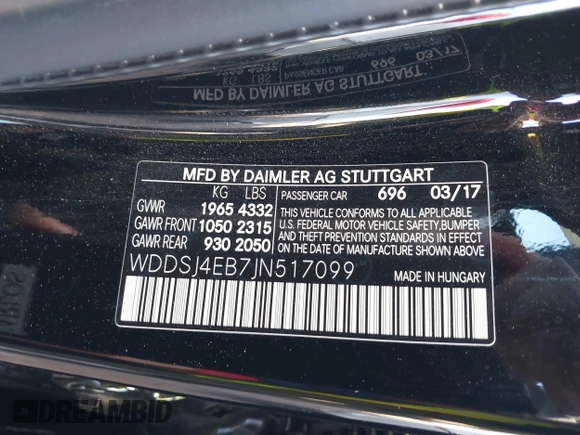 MFD BY DAIMLER AG STUTTGART
KG LBS PASSENGER CAR 696 03/17
GVWR 1965 4332
GAWR FRONT 1050 2315
GAWR REAR 930 2050
THIS VEHICLE CONFORMS TO ALL APPLICABLE
U.S. FEDERAL MOTOR VEHICLE SAFETY,BUMPER
AND THEFT PREVENTION STANDARDS IN EFFECT
ON THE DATE OF MANUFACTURE SHOWN ABOVE.
WDDSJ4EB7JN517099 MADE IN HUNGARY
DREAMBID